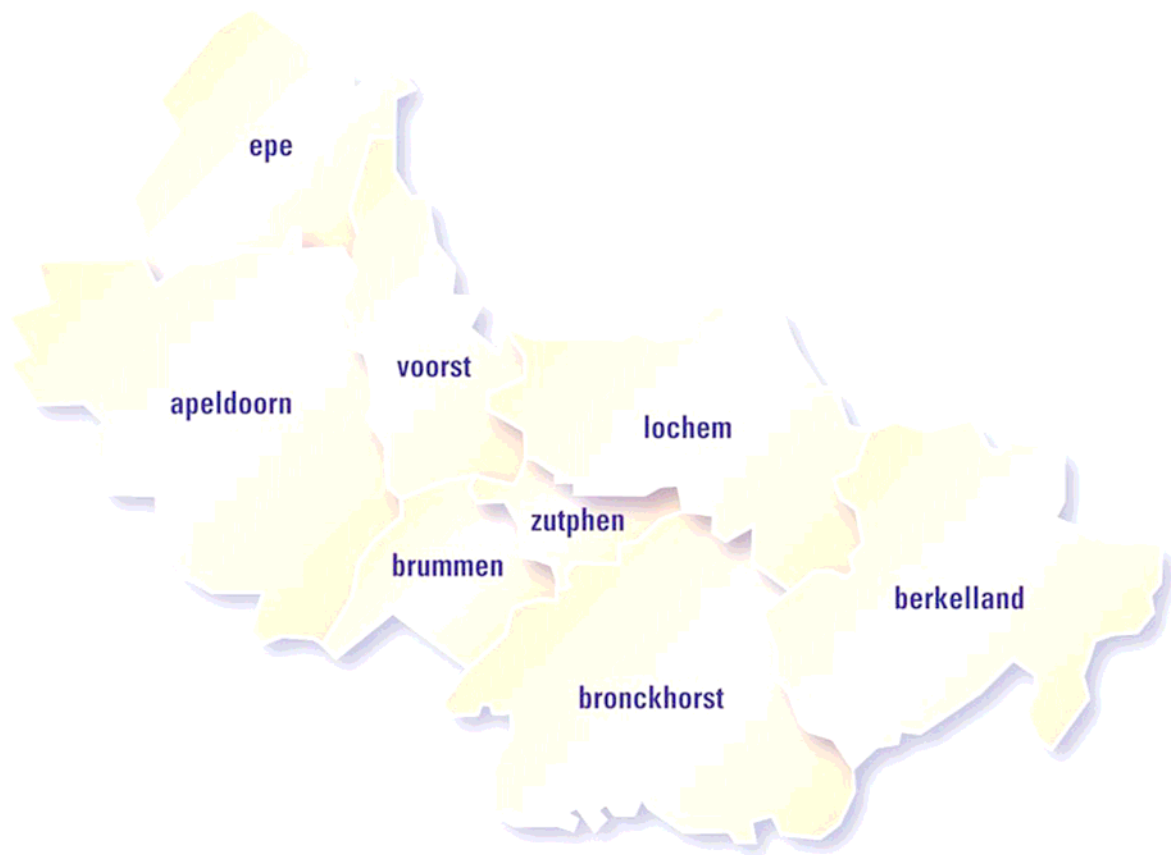 epe
voorst
apeldoorn
lochem
zutphen
brummen
berkelland
bronckhorst